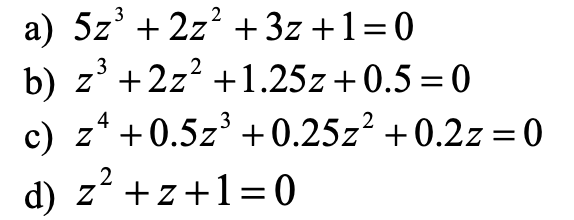 a) 5z³ + 2z² + 3z + 1 = 0
b) z³ + 2z² + 1.25z + 0.5 = 0
c) z⁴ + 0.5z³ + 0.25z² + 0.2z = 0
d) z² + z + 1 = 0